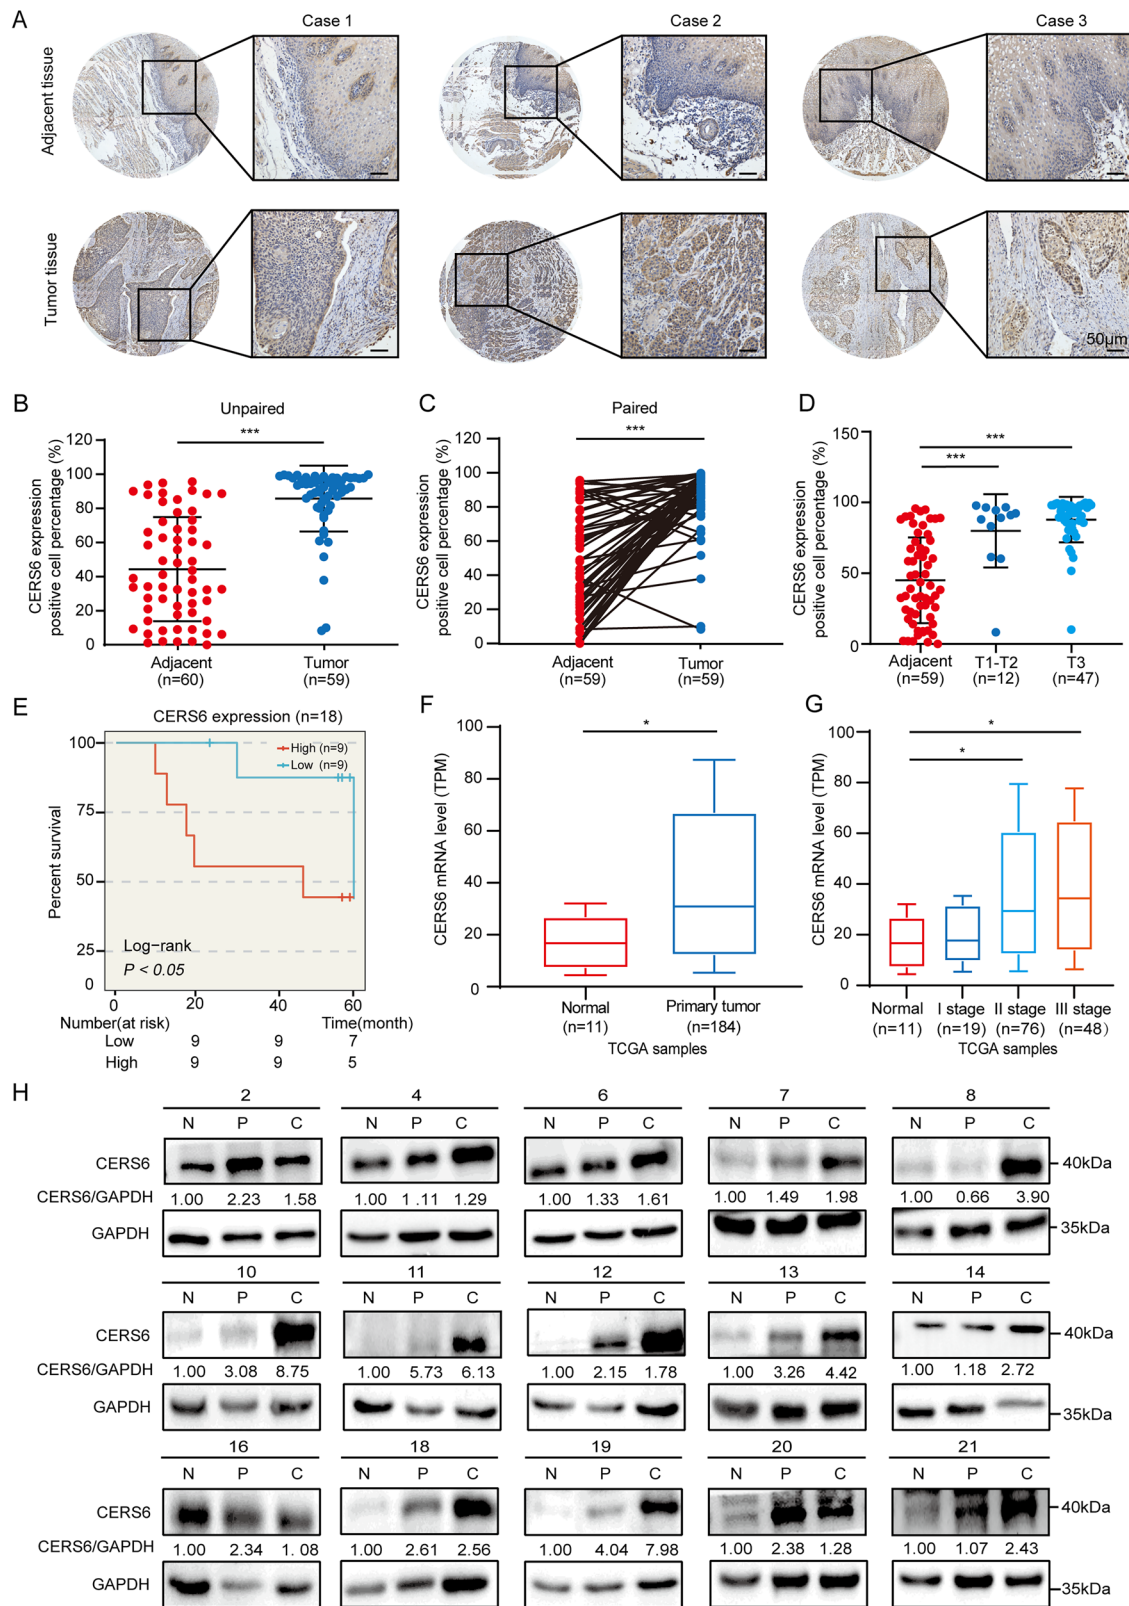 A
Case 1
Case 2
Case 3
Adjacent tissue
Tumor tissue
50μm
B
Unpaired
***
CERS6 expression
positive cell percentage (%)
120
100
80
60
40
20
0
Adjacent
(n=60)
Tumor
(n=59)
C
Paired
***
CERS6 expression
positive cell percentage (%)
120
100
80
60
40
20
0
Adjacent
(n=59)
Tumor
(n=59)
D
***
***
CERS6 expression
positive cell percentage (%)
150
100
50
0
Adjacent
(n=59)
T1-T2
(n=12)
T3
(n=47)
E
CERS6 expression (n=18)
High (n=9)
Low (n=9)
Percent survival
100
75
50
25
0
Log−rank
P < 0.05
0 20 40 60
Number(at risk) Time(month)
Low 9 9 7
High 9 9 5
F
*
CERS6 mRNA level (TPM)
100
80
60
40
20
0
Normal
(n=11)
Primary tumor
(n=184)
TCGA samples
G
*
*
CERS6 mRNA level (TPM)
100
80
60
40
20
0
Normal
(n=11)
I stage
(n=19)
II stage
(n=76)
III stage
(n=48)
TCGA samples
H
2 4 6 7 8
N P C N P C N P C N P C N P C
CERS6 40kDa
CERS6/GAPDH 1.00 2.23 1.58 1.00 1.11 1.29 1.00 1.33 1.61 1.00 1.49 1.98 1.00 0.66 3.90
GAPDH 35kDa
10 11 12 13 14
N P C N P C N P C N P C N P C
CERS6 40kDa
CERS6/GAPDH 1.00 3.08 8.75 1.00 5.73 6.13 1.00 2.15 1.78 1.00 3.26 4.42 1.00 1.18 2.72
GAPDH 35kDa
16 18 19 20 21
N P C N P C N P C N P C N P C
CERS6 40kDa
CERS6/GAPDH 1.00 2.34 1.08 1.00 2.61 2.56 1.00 4.04 7.98 1.00 2.38 1.28 1.00 1.07 2.43
GAPDH 35kDa